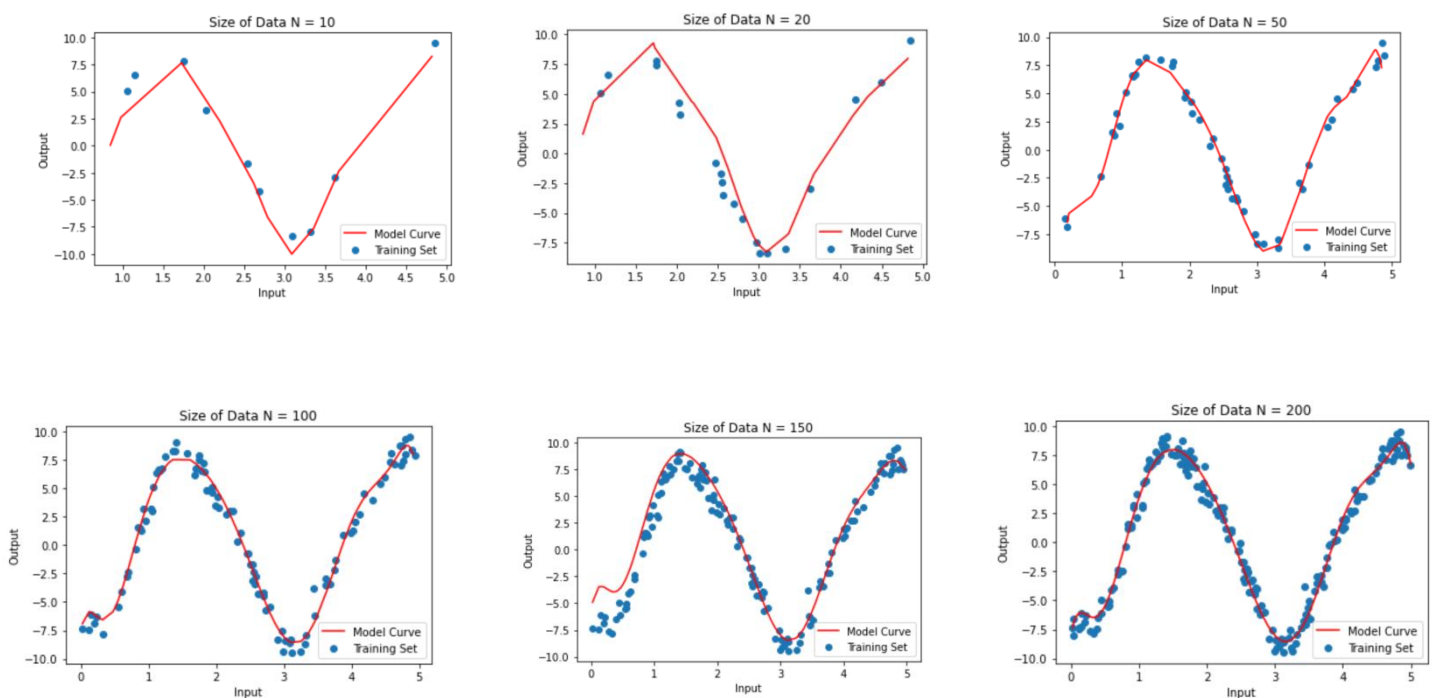 Size of Data N = 10
10.0
7.5
5.0
2.5
0.0
−2.5
−5.0
−7.5
−10.0
Output
1.0 1.5 2.0 2.5 3.0 3.5 4.0 4.5 5.0
Input
Model Curve
Training Set
Size of Data N = 20
10.0
7.5
5.0
2.5
0.0
−2.5
−5.0
−7.5
Output
1.0 1.5 2.0 2.5 3.0 3.5 4.0 4.5 5.0
Input
Model Curve
Training Set
Size of Data N = 50
10.0
7.5
5.0
2.5
0.0
−2.5
−5.0
−7.5
Output
0 1 2 3 4 5
Input
Model Curve
Training Set
Size of Data N = 100
10.0
7.5
5.0
2.5
0.0
−2.5
−5.0
−7.5
−10.0
Output
0 1 2 3 4 5
Input
Model Curve
Training Set
Size of Data N = 150
10.0
7.5
5.0
2.5
0.0
−2.5
−5.0
−7.5
−10.0
Output
0 1 2 3 4 5
Input
Model Curve
Training Set
Size of Data N = 200
10.0
7.5
5.0
2.5
0.0
−2.5
−5.0
−7.5
−10.0
Output
0 1 2 3 4 5
Input
Model Curve
Training Set